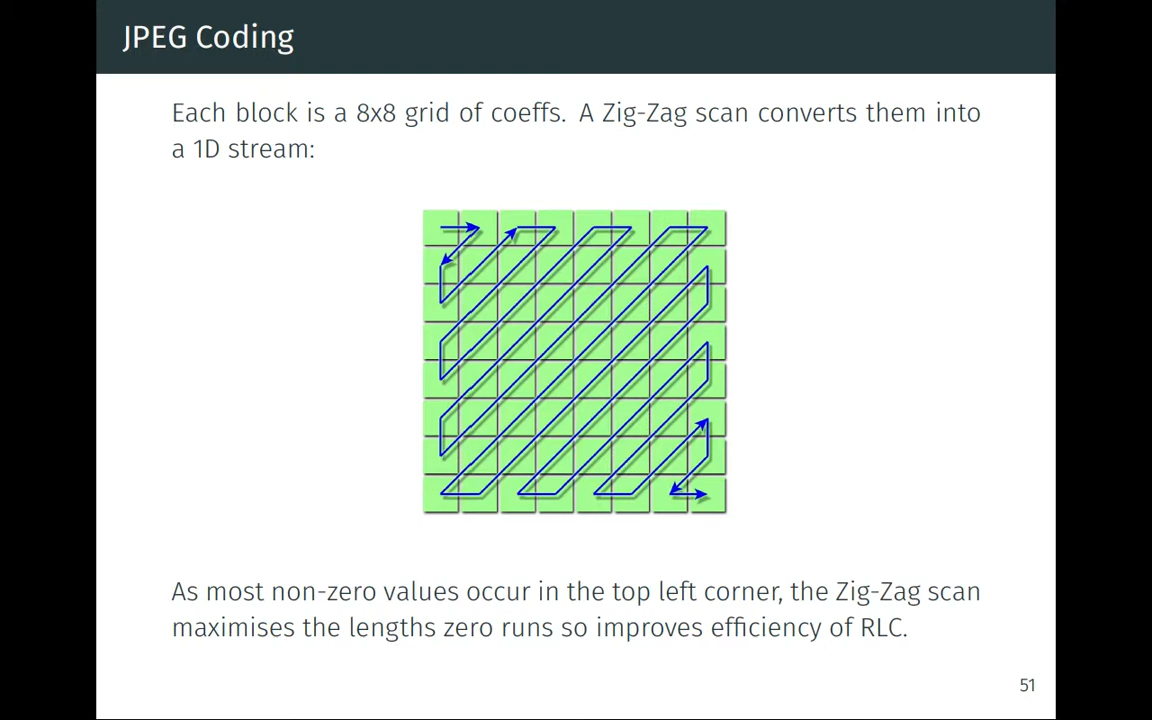 JPEG Coding
Each block is a 8x8 grid of coeffs. A Zig-Zag scan converts them into
a 1D stream:
As most non-zero values occur in the top left corner, the Zig-Zag scan
maximises the lengths zero runs so improves efficiency of RLC.
51